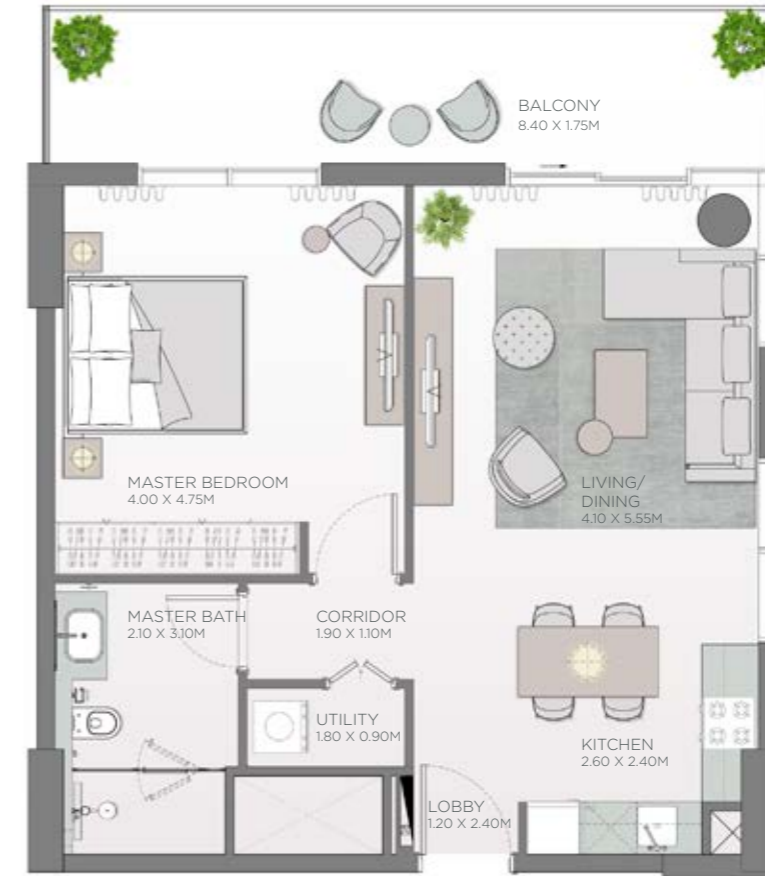 BALCONY
8.40 X 1.75M
MASTER BEDROOM
4.00 X 4.75M
LIVING/
DINING
4.10 X 5.55M
MASTER BATH
2.10 X 3.10M
CORRIDOR
1.90 X 1.10M
UTILITY
1.80 X 0.90M
KITCHEN
2.60 X 2.40M
LOBBY
1.20 X 2.40M